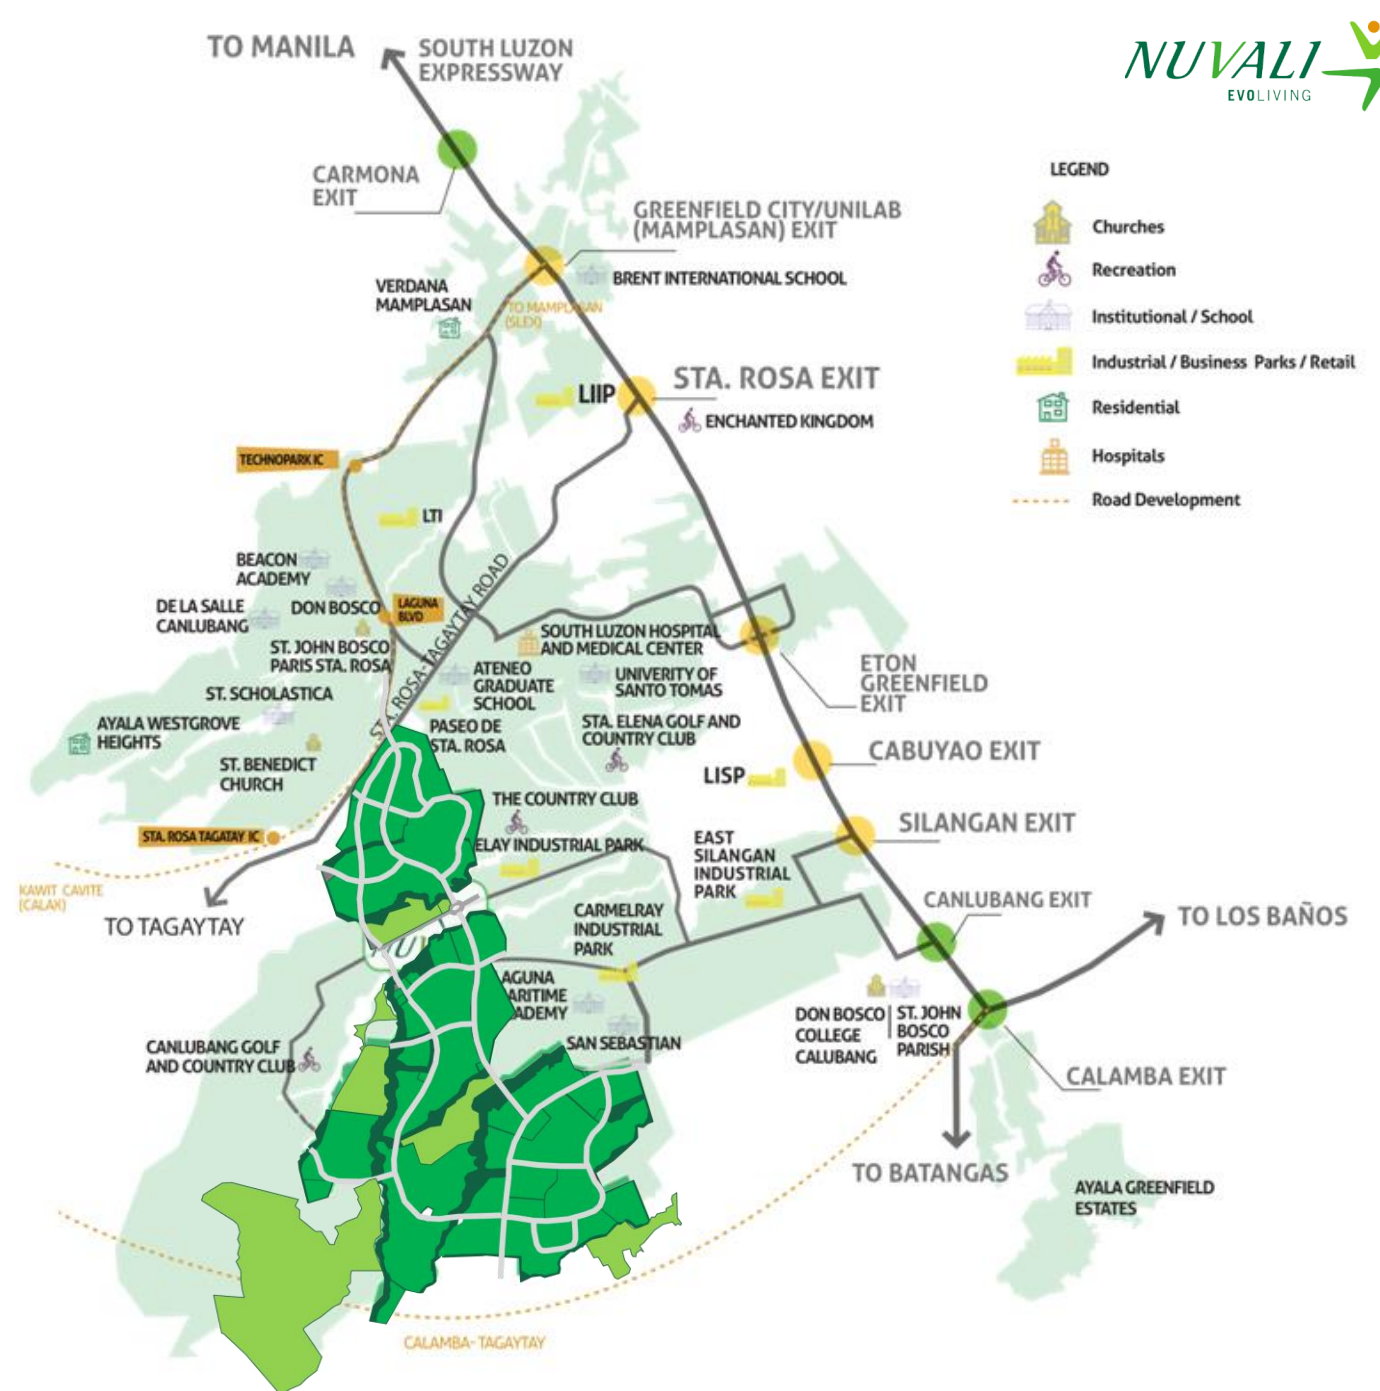 TO MANILA
SOUTH LUZON
EXPRESSWAY
NUVALI
EVOLIVING
CARMONA
EXIT
LEGEND
Churches
Recreation
Institutional / School
Industrial / Business Parks / Retail
Residential
Hospitals
Road Development
GREENFIELD CITY/UNILAB
(MAMPLASAN) EXIT
BRENT INTERNATIONAL SCHOOL
VERDANA
MAMPLASAN
TO MAMPLASAN
(SLEX)
STA. ROSA EXIT
LIIP
ENCHANTED KINGDOM
TECHNOPARK IC
LTI
BEACON
ACADEMY
DE LA SALLE
CANLUBANG
DON BOSCO
LAGUNA
BLVD
STA. ROSA-TAGAYTAY ROAD
ST. JOHN BOSCO
PARIS STA. ROSA
SOUTH LUZON HOSPITAL
AND MEDICAL CENTER
ATENEO
GRADUATE
SCHOOL
UNIVERITY OF
SANTO TOMAS
ETON
GREENFIELD
EXIT
ST. SCHOLASTICA
AYALA WESTGROVE
HEIGHTS
PASEO DE
STA. ROSA
STA. ELENA GOLF AND
COUNTRY CLUB
CABUYAO EXIT
LISP
ST. BENEDICT
CHURCH
THE COUNTRY CLUB
SILANGAN EXIT
STA. ROSA TAGATAY IC
ELAY INDUSTRIAL PARK
EAST
SILANGAN
INDUSTRIAL
PARK
KAWIT CAVITE
(CALAX)
TO TAGAYTAY
CANLUBANG EXIT
TO LOS BAÑOS
CARMELRAY
INDUSTRIAL
PARK
NUV
AGUNA
ARITIME
ADEMY
SAN SEBASTIAN
DON BOSCO
COLLEGE
CALUBANG
ST. JOHN
BOSCO
PARISH
CANLUBANG GOLF
AND COUNTRY CLUB
CALAMBA EXIT
TO BATANGAS
AYALA GREENFIELD
ESTATES
CALAMBA-TAGAYTAY